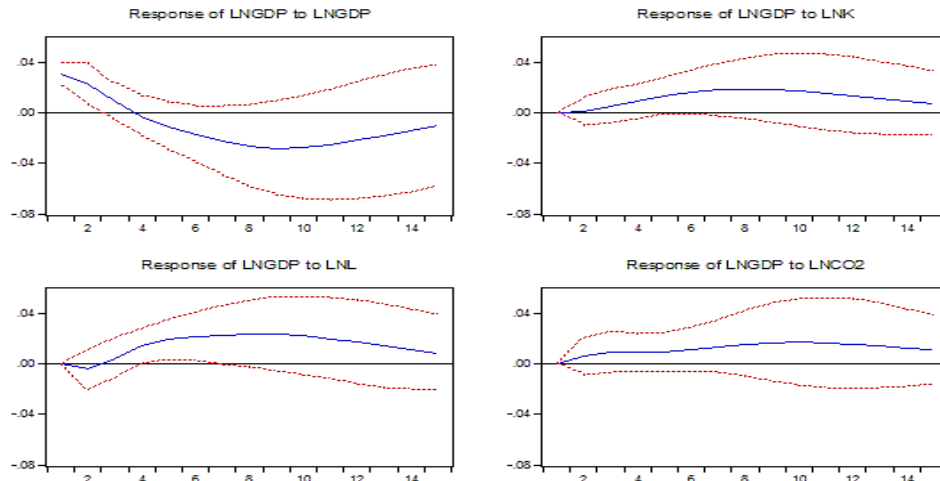 Response of LNGDP to LNGDP
.04
.00
-.04
-.08
2 4 6 8 10 12 14
Response of LNGDP to LNK
.04
.00
-.04
-.08
2 4 6 8 10 12 14
Response of LNGDP to LNL
.04
.00
-.04
-.08
2 4 6 8 10 12 14
Response of LNGDP to LNCO2
.04
.00
-.04
-.08
2 4 6 8 10 12 14